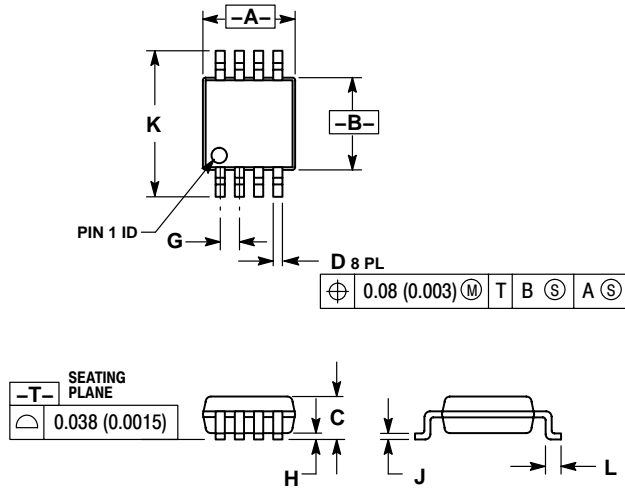 –A–
K
–B–
PIN 1 ID
G
D 8 PL
⌖ 0.08 (0.003) Ⓜ T B Ⓢ A Ⓢ
–T– SEATING PLANE
⌓ 0.038 (0.0015)
C
H
J
L